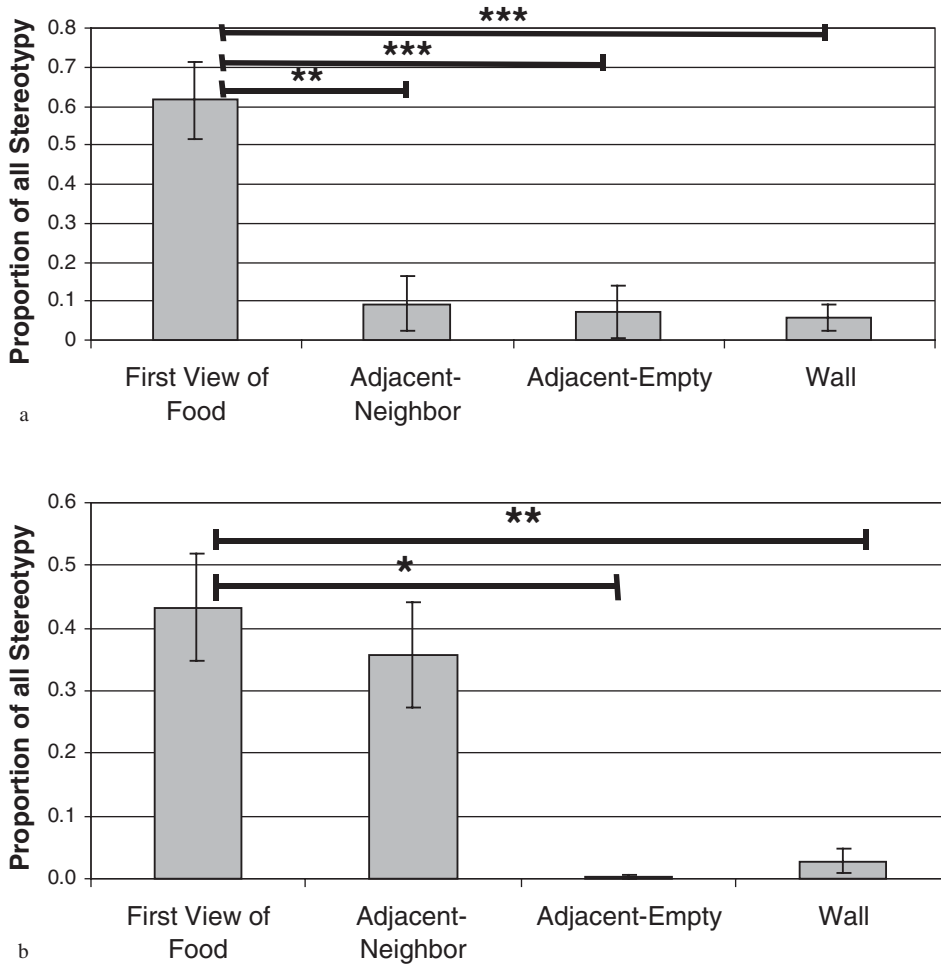 Proportion of all Stereotypy
0.8
0.7
0.6
0.5
0.4
0.3
0.2
0.1
0
***
***
**
First View of
Food
Adjacent-
Neighbor
Adjacent-Empty
Wall
a
Proportion of all Stereotypy
0.6
0.5
0.4
0.3
0.2
0.1
0.0
**
*
First View of
Food
Adjacent-
Neighbor
Adjacent-Empty
Wall
b